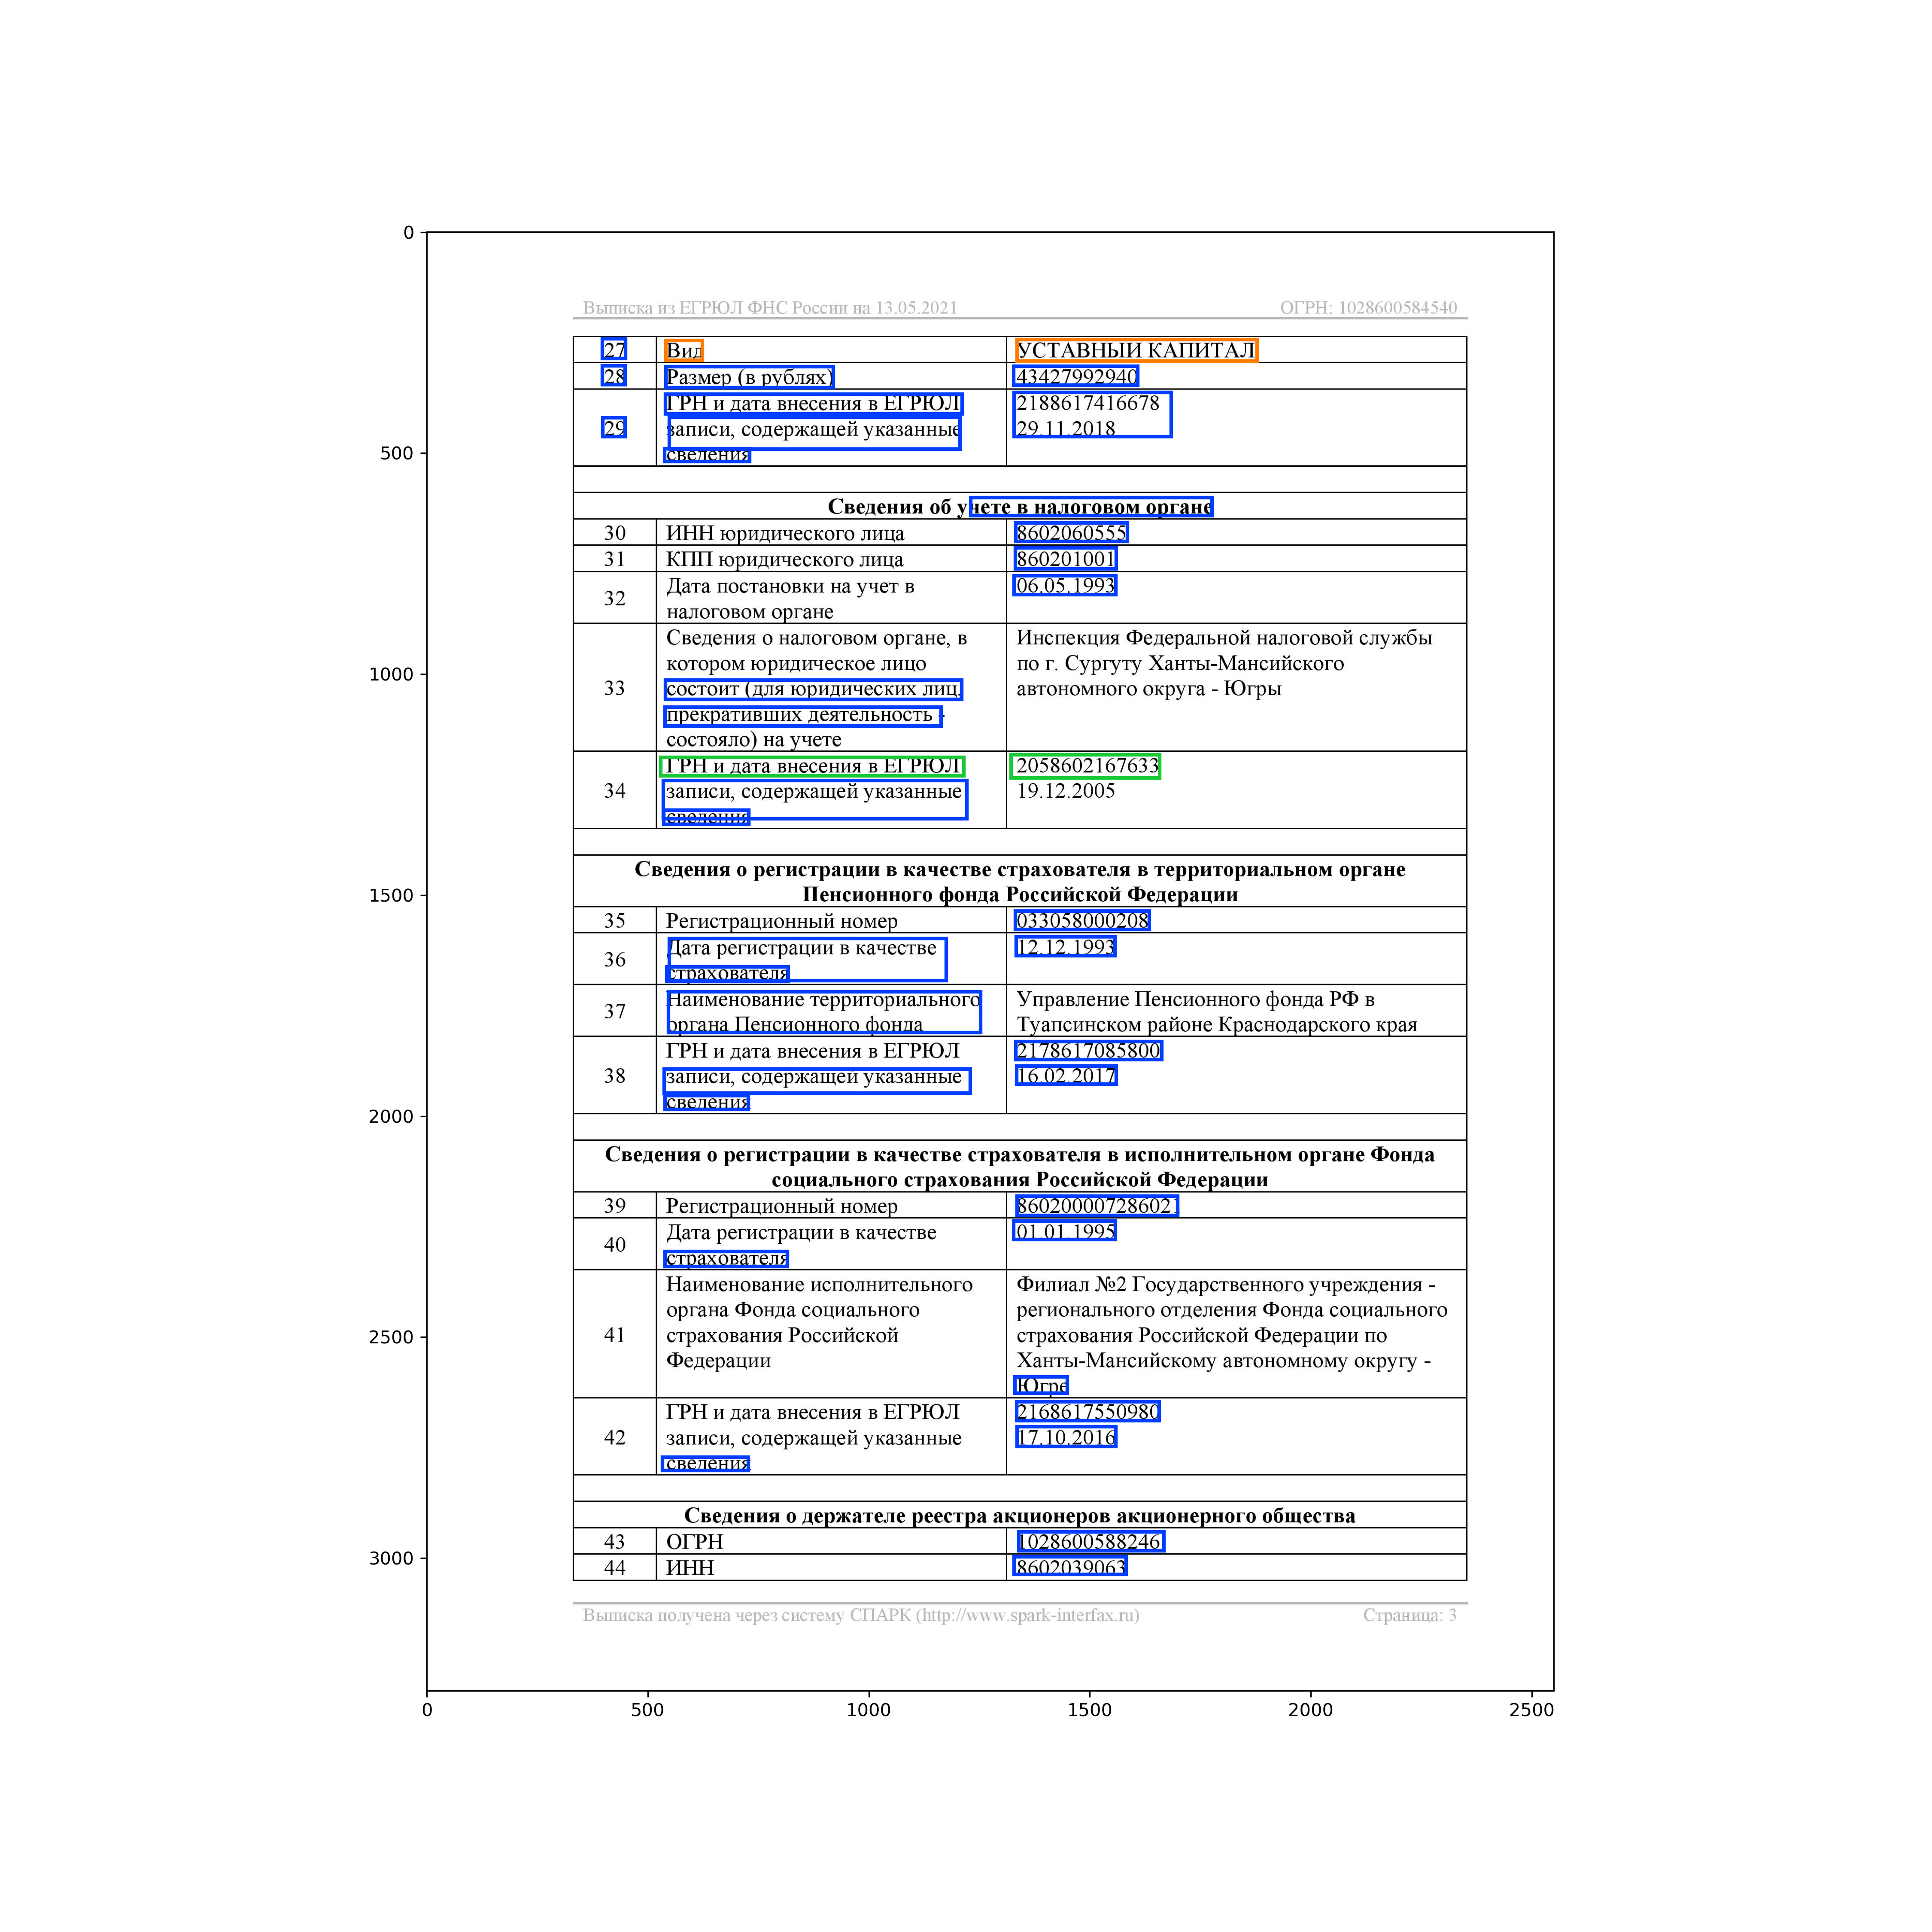 0
500
1000
1500
2000
2500
3000
Выписка из ЕГРЮЛ ФНС России на 13.05.2021 ОГРН: 1028600584540
27 Вид УСТАВНЫЙ КАПИТАЛ
28 Размер (в рублях) 43427992940
29 ГРН и дата внесения в ЕГРЮЛ 2188617416678
записи, содержащей указанные 29.11.2018
сведения
Сведения об учете в налоговом органе
30 ИНН юридического лица 8602060555
31 КПП юридического лица 860201001
32 Дата постановки на учет в 06.05.1993
налоговом органе
33 Сведения о налоговом органе, в Инспекция Федеральной налоговой службы
котором юридическое лицо по г. Сургуту Ханты-Мансийского
состоит (для юридических лиц, автономного округа - Югры
прекративших деятельность -
состояло) на учете
34 ГРН и дата внесения в ЕГРЮЛ 2058602167633
записи, содержащей указанные 19.12.2005
сведения
Сведения о регистрации в качестве страхователя в территориальном органе
Пенсионного фонда Российской Федерации
35 Регистрационный номер 033058000208
36 Дата регистрации в качестве 12.12.1993
страхователя
37 Наименование территориального Управление Пенсионного фонда РФ в
органа Пенсионного фонда Туапсинском районе Краснодарского края
38 ГРН и дата внесения в ЕГРЮЛ 2178617085800
записи, содержащей указанные 16.02.2017
сведения
Сведения о регистрации в качестве страхователя в исполнительном органе Фонда
социального страхования Российской Федерации
39 Регистрационный номер 86020000728602
40 Дата регистрации в качестве 01.01.1995
страхователя
41 Наименование исполнительного Филиал №2 Государственного учреждения -
органа Фонда социального регионального отделения Фонда социального
страхования Российской страхования Российской Федерации по
Федерации Ханты-Мансийскому автономному округу -
Югре
42 ГРН и дата внесения в ЕГРЮЛ 2168617550980
записи, содержащей указанные 17.10.2016
сведения
Сведения о держателе реестра акционеров акционерного общества
43 ОГРН 1028600588246
44 ИНН 8602039063
Выписка получена через систему СПАРК (http://www.spark-interfax.ru) Страница: 3
0 500 1000 1500 2000 2500